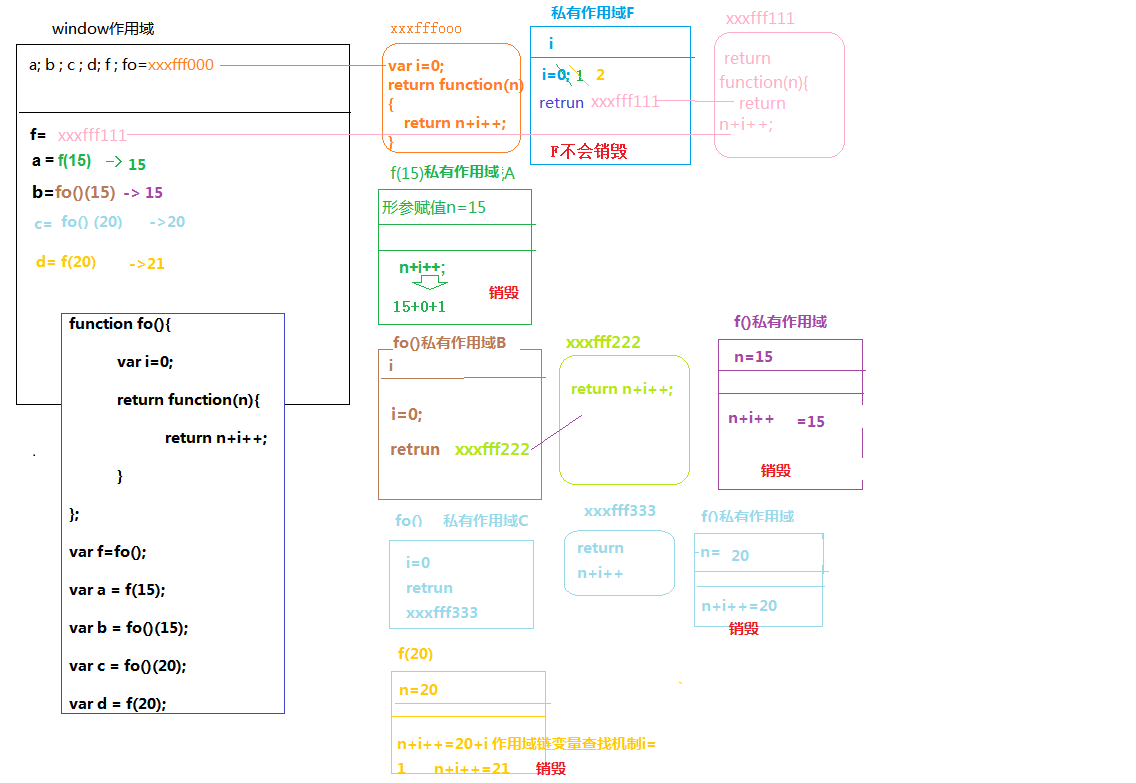 window作用域
a; b ; c ; d; f ; fo=xxxfff000
f= xxxfff111
a = f(15) -> 15
b=fo()(15) -> 15
c= fo() (20) ->20
d= f(20) ->21
function fo(){
var i=0;
return function(n){
return n+i++;
}
};
var f=fo();
var a = f(15);
var b = fo()(15);
var c = fo()(20);
var d = f(20);
xxxfffooo
var i=0;
return function(n)
{
return n+i++;
}
私有作用域F
i
i=0; 1 2
retrun xxxfff111
F不会销毁
xxxfff111
return
function(n){
return
n+i++;
f(15)私有作用域;A
形参赋值n=15
n+i++;
15+0+1
销毁
fo()私有作用域B
i
i=0;
retrun xxxfff222
xxxfff222
return n+i++;
f()私有作用域
n=15
n+i++ =15
销毁
fo() 私有作用域C
i=0
retrun
xxxfff333
xxxfff333
return
n+i++
f()私有作用域
n= 20
n+i++=20
销毁
f(20)
n=20
n+i++=20+i 作用域链变量查找机制i=
1 n+i++=21 销毁